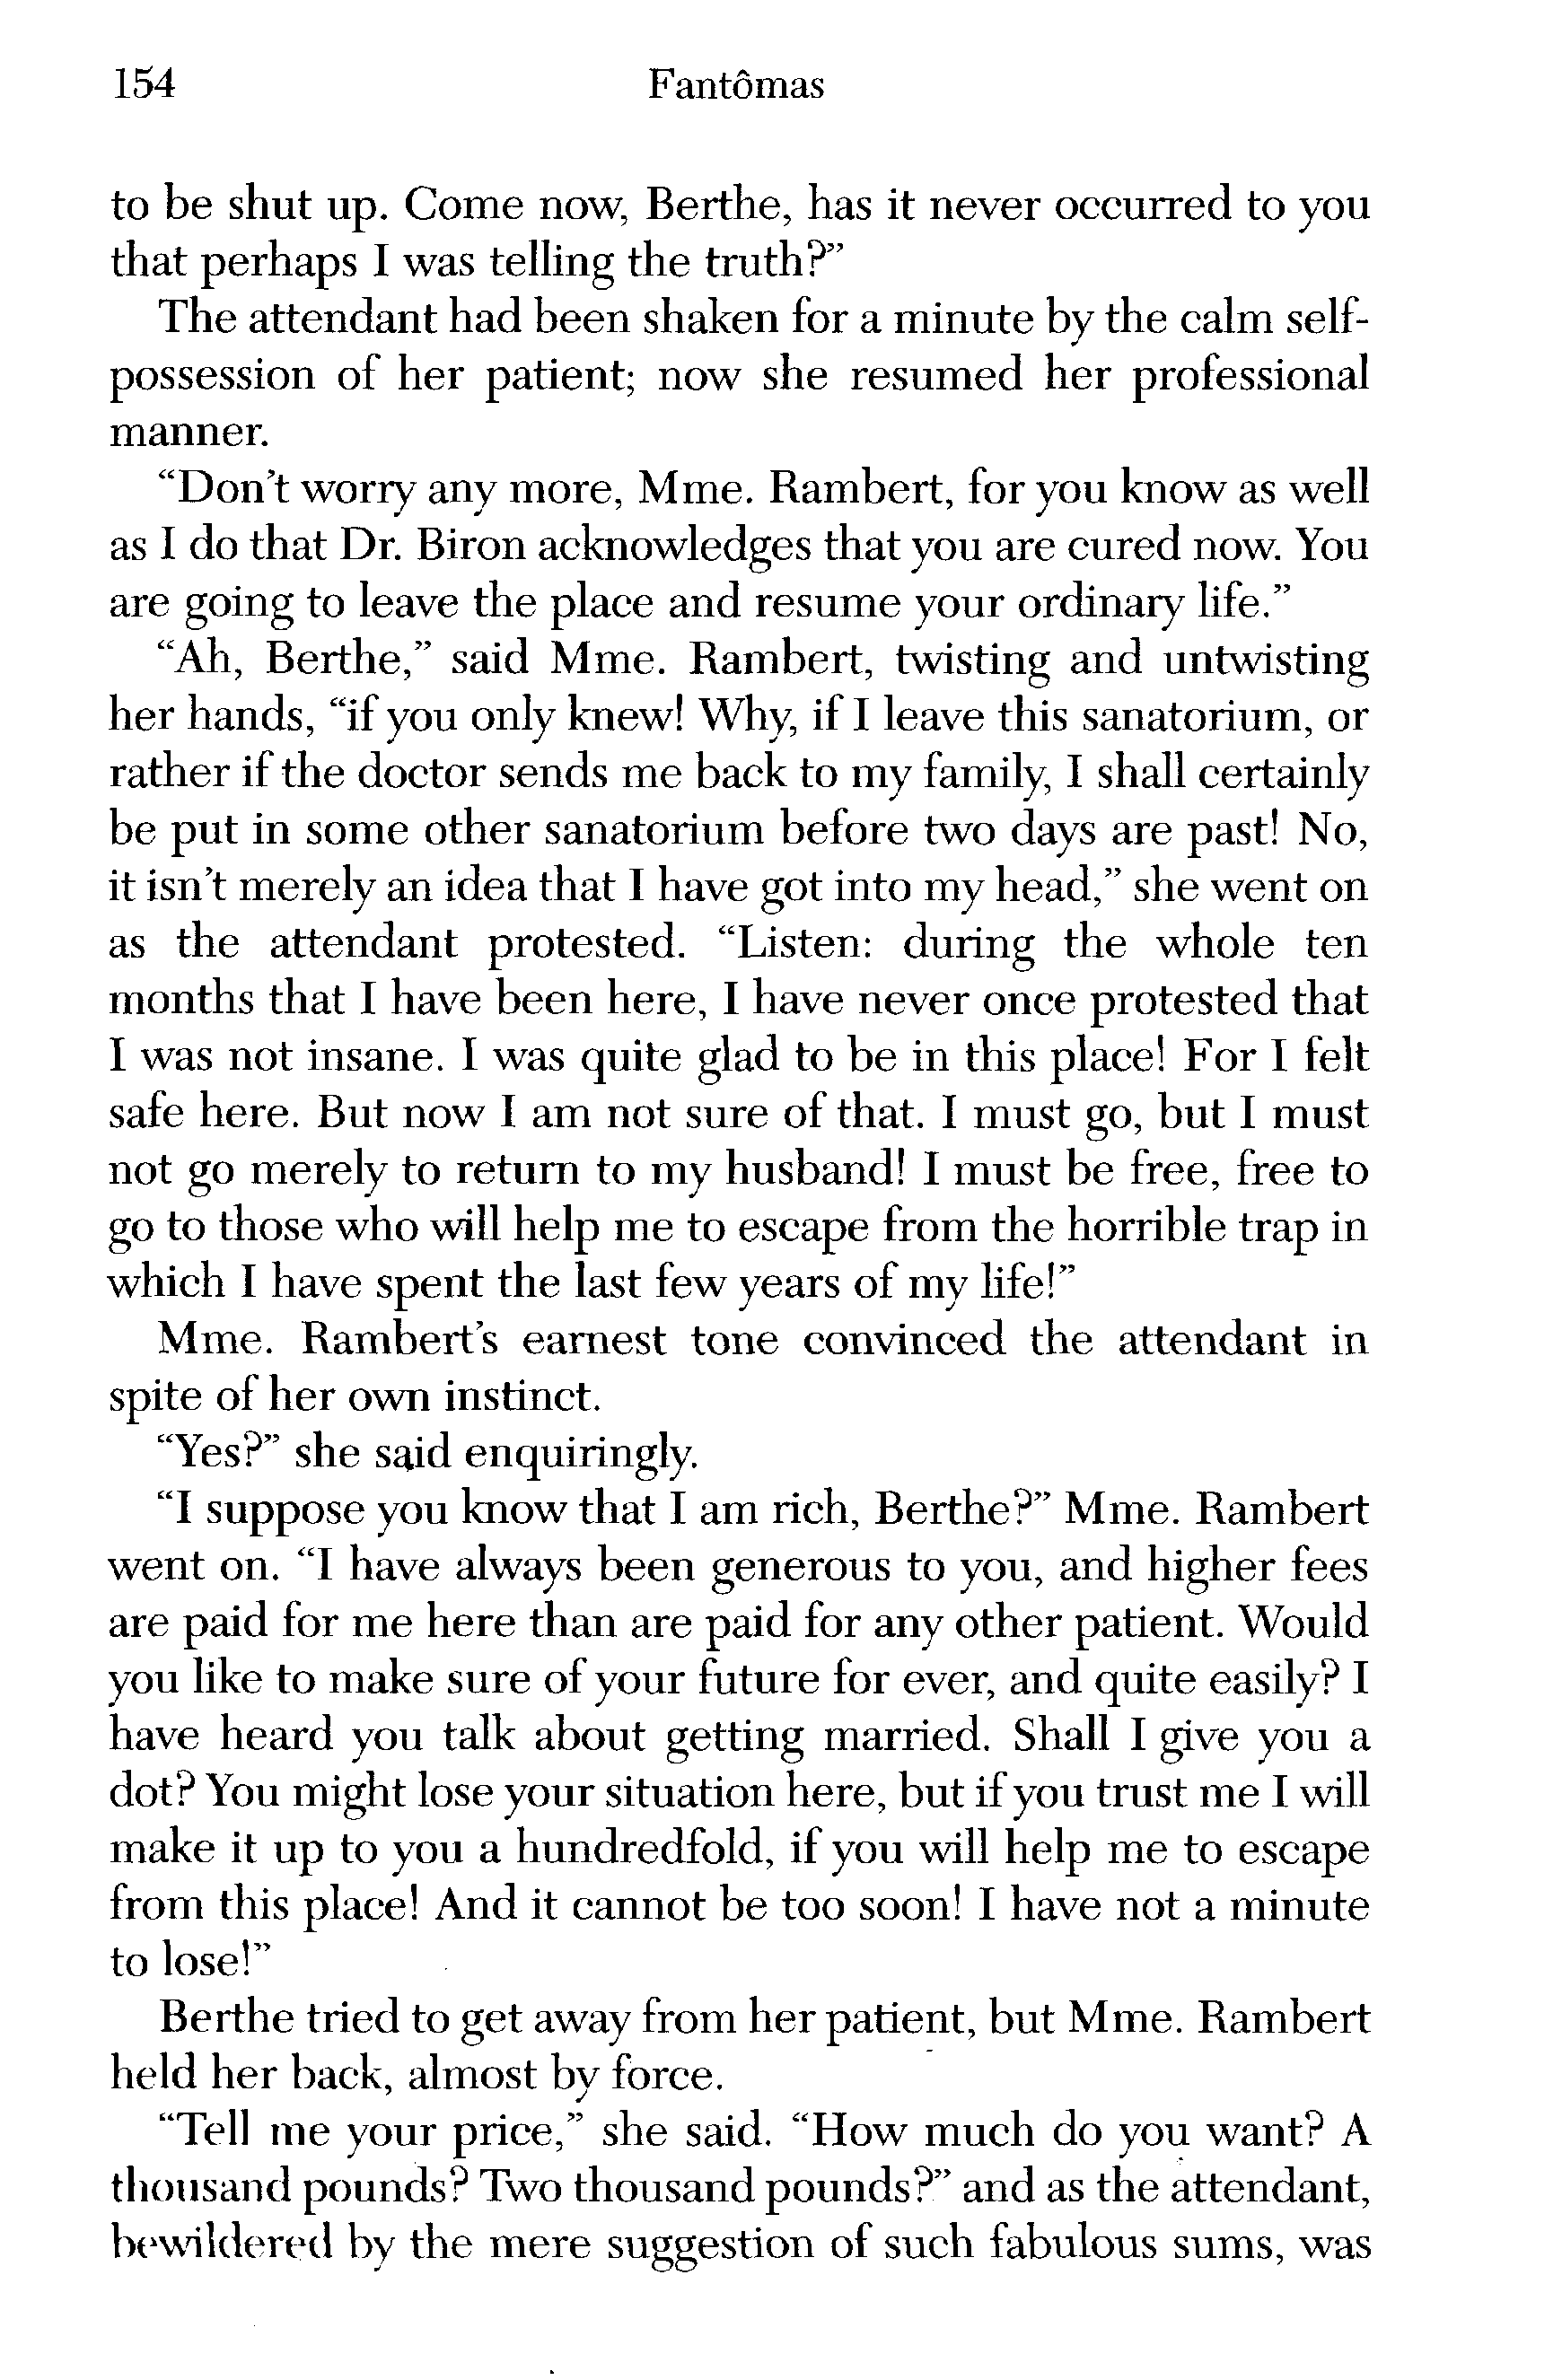 154 Fantômas
to be shut up. Come now, Berthe, has it never occurred to you
that perhaps I was telling the truth?”
The attendant had been shaken for a minute by the calm self-
possession of her patient; now she resumed her professional
manner.
“Don’t worry any more, Mme. Rambert, for you know as well
as I do that Dr. Biron acknowledges that you are cured now. You
are going to leave the place and resume your ordinary life.”
“Ah, Berthe,” said Mme. Rambert, twisting and untwisting
her hands, “if you only knew! Why, if I leave this sanatorium, or
rather if the doctor sends me back to my family, I shall certainly
be put in some other sanatorium before two days are past! No,
it isn’t merely an idea that I have got into my head,” she went on
as the attendant protested. “Listen: during the whole ten
months that I have been here, I have never once protested that
I was not insane. I was quite glad to be in this place! For I felt
safe here. But now I am not sure of that. I must go, but I must
not go merely to return to my husband! I must be free, free to
go to those who will help me to escape from the horrible trap in
which I have spent the last few years of my life!”
Mme. Rambert’s earnest tone convinced the attendant in
spite of her own instinct.
“Yes?” she said enquiringly.
“I suppose you know that I am rich, Berthe?” Mme. Rambert
went on. “I have always been generous to you, and higher fees
are paid for me here than are paid for any other patient. Would
you like to make sure of your future for ever, and quite easily? I
have heard you talk about getting married. Shall I give you a
dot? You might lose your situation here, but if you trust me I will
make it up to you a hundredfold, if you will help me to escape
from this place! And it cannot be too soon! I have not a minute
to lose!”
Berthe tried to get away from her patient, but Mme. Rambert
held her back, almost by force.
“Tell me your price,” she said. “How much do you want? A
thousand pounds? Two thousand pounds?” and as the attendant,
bewildered by the mere suggestion of such fabulous sums, was